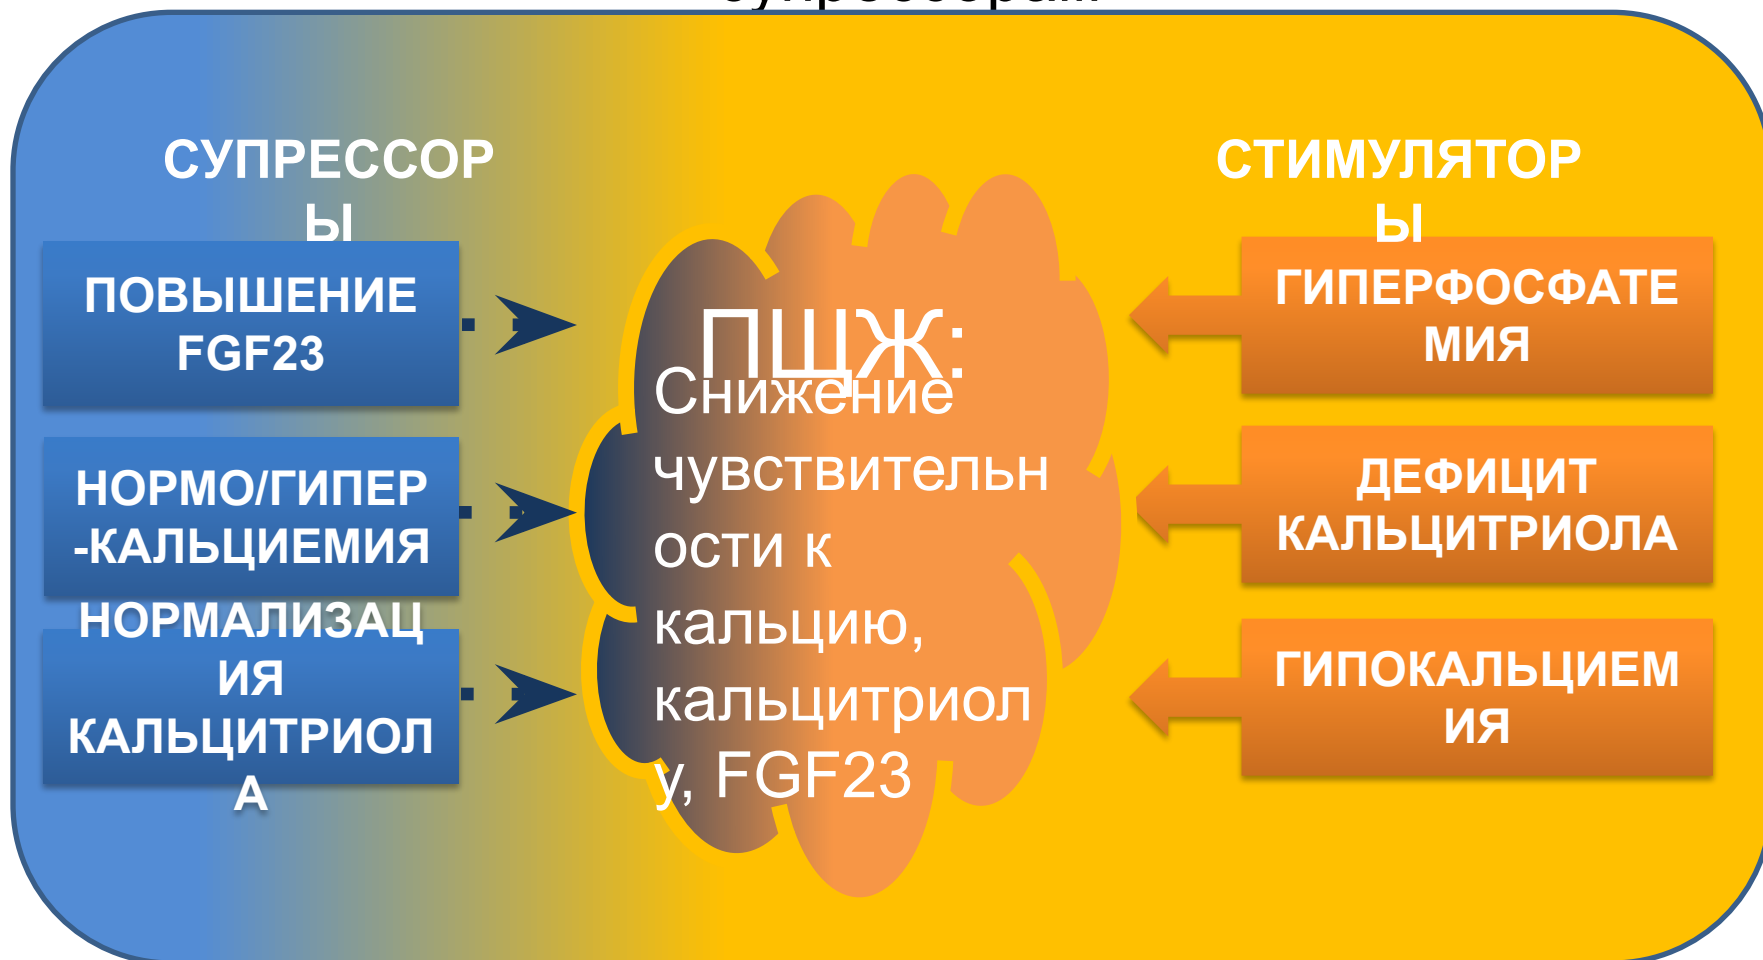 СУПРЕССОР
Ы
ПОВЫШЕНИЕ
FGF23
НОРМО/ГИПЕР
-КАЛЬЦИЕМИЯ
НОРМАЛИЗАЦ
ИЯ
КАЛЬЦИТРИОЛ
А
ПЩЖ:
Снижение
чувствительн
ости к
кальцию,
кальцитриол
у, FGF23
СТИМУЛЯТОР
Ы
ГИПЕРФОСФАТЕ
МИЯ
ДЕФИЦИТ
КАЛЬЦИТРИОЛА
ГИПОКАЛЬЦИЕМ
ИЯ